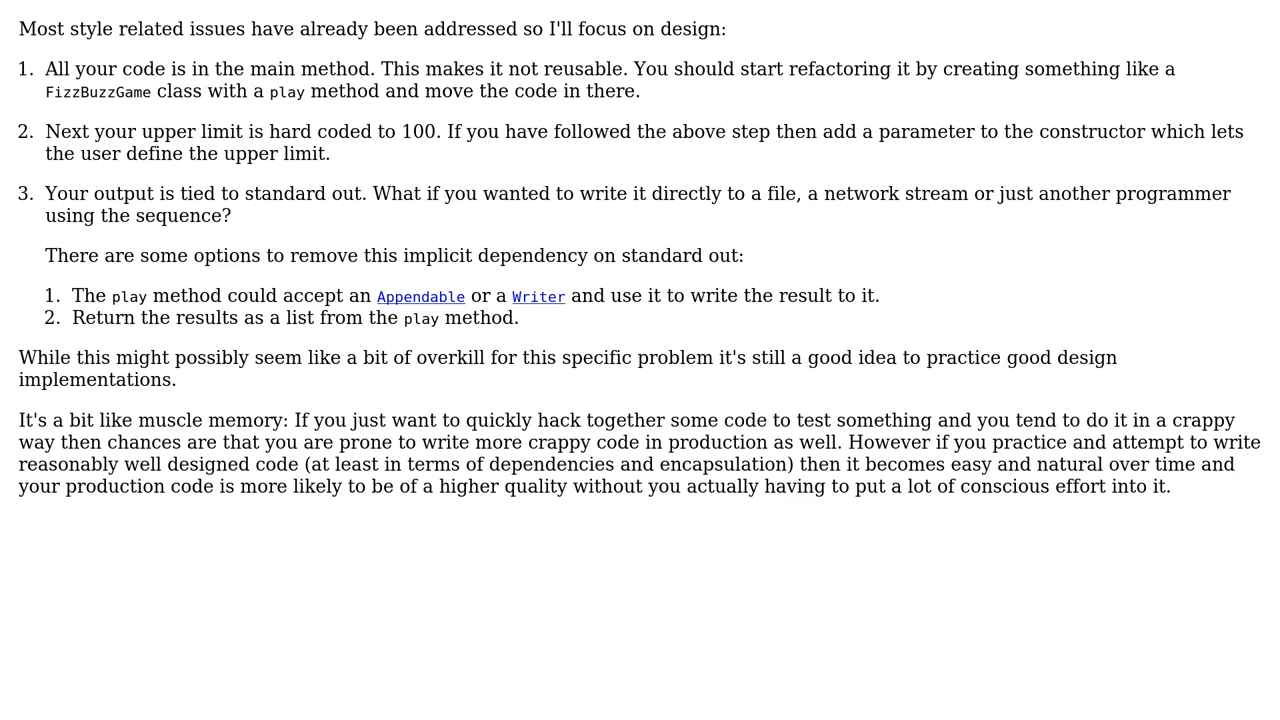 Most style related issues have already been addressed so I'll focus on design:
1. All your code is in the main method. This makes it not reusable. You should start refactoring it by creating something like a
FizzBuzzGame class with a play method and move the code in there.
2. Next your upper limit is hard coded to 100. If you have followed the above step then add a parameter to the constructor which lets
the user define the upper limit.
3. Your output is tied to standard out. What if you wanted to write it directly to a file, a network stream or just another programmer
using the sequence?
There are some options to remove this implicit dependency on standard out:
1. The play method could accept an Appendable or a Writer and use it to write the result to it.
2. Return the results as a list from the play method.
While this might possibly seem like a bit of overkill for this specific problem it's still a good idea to practice good design
implementations.
It's a bit like muscle memory: If you just want to quickly hack together some code to test something and you tend to do it in a crappy
way then chances are that you are prone to write more crappy code in production as well. However if you practice and attempt to write
reasonably well designed code (at least in terms of dependencies and encapsulation) then it becomes easy and natural over time and
your production code is more likely to be of a higher quality without you actually having to put a lot of conscious effort into it.